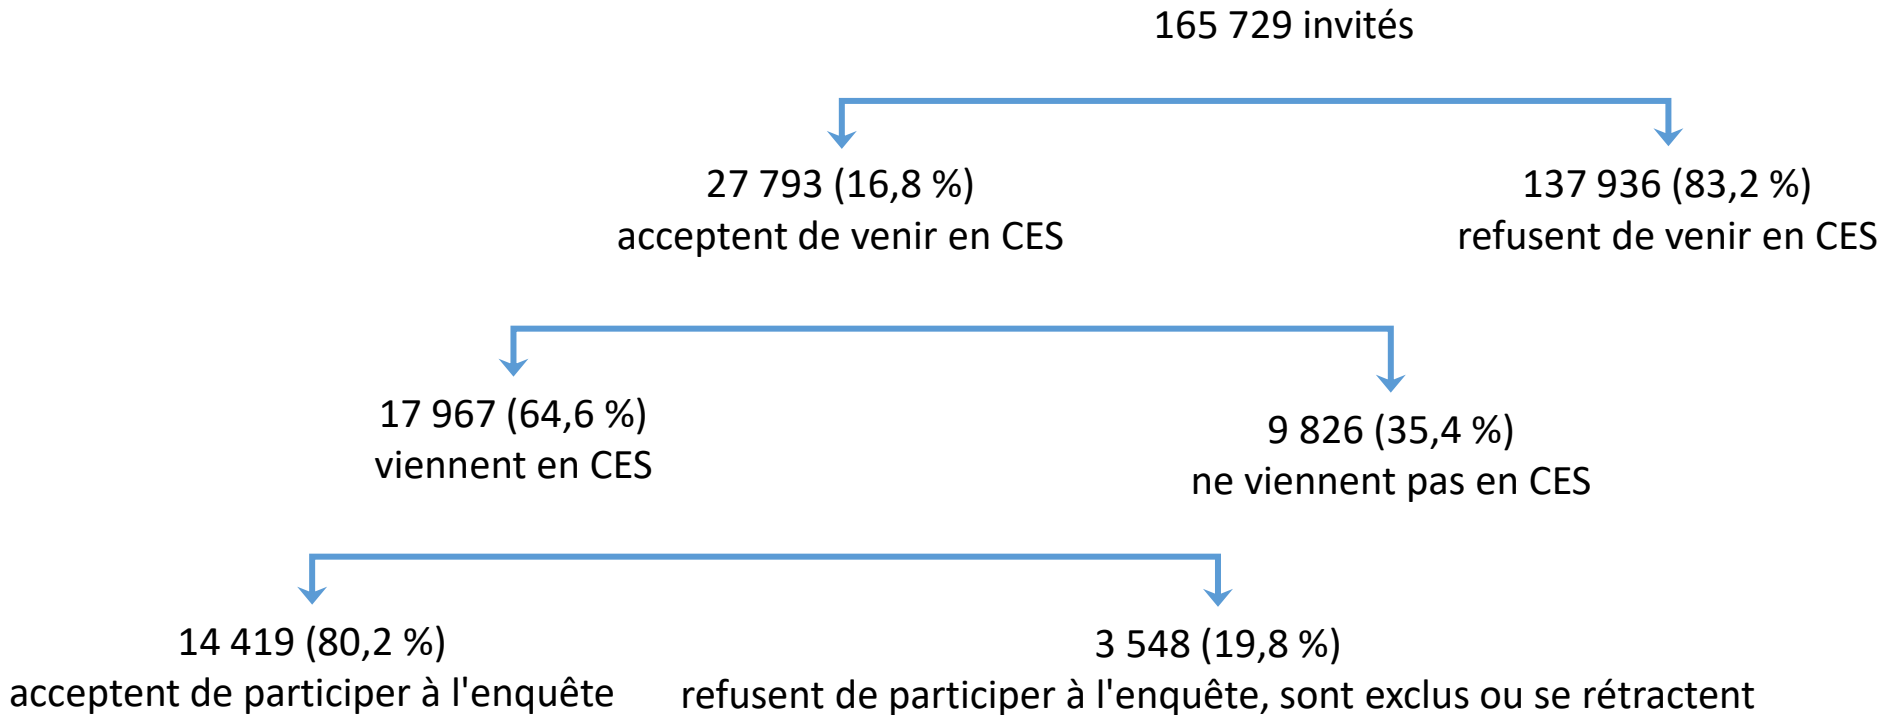 165 729 invités
27 793 (16,8 %)
acceptent de venir en CES
137 936 (83,2 %)
refusent de venir en CES
17 967 (64,6 %)
viennent en CES
9 826 (35,4 %)
ne viennent pas en CES
14 419 (80,2 %)
acceptent de participer à l'enquête
3 548 (19,8 %)
refusent de participer à l'enquête, sont exclus ou se rétractent